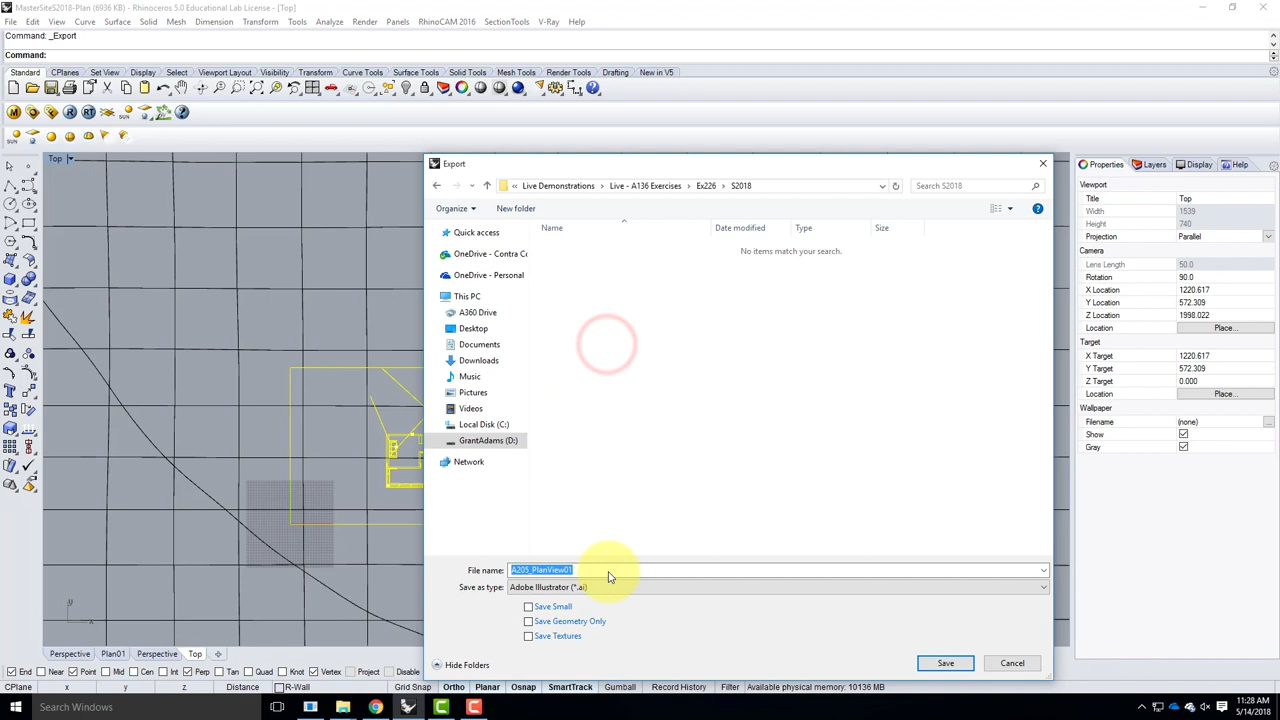 MasterSiteS2018-Plan (6936 KB) - Rhinoceros 5.0 Educational Lab License - [Top]
File Edit View Curve Surface Solid Mesh Dimension Transform Tools Analyze Render Panels RhinoCAM 2016 SectionTools V-Ray Help
Command: _Export
Command:
Standard CPlanes Set View Display Select Viewport Layout Visibility Transform Curve Tools Surface Tools Solid Tools Mesh Tools Render Tools Drafting New in V5
Top
Export
« Live Demonstrations › Live - A136 Exercises › Ex226 › S2018
Search S2018
Organize New folder
Name Date modified Type Size
No items match your search.
Quick access
OneDrive - Contra Cc
OneDrive - Personal
This PC
A360 Drive
Desktop
Documents
Downloads
Music
Pictures
Videos
Local Disk (C:)
GrantAdams (D:)
Network
File name: A205_PlanView01
Save as type: Adobe Illustrator (*.ai)
Save Small
Save Geometry Only
Save Textures
Hide Folders
Save Cancel
Properties Layers Display Help
Viewport
Title Top
Width 1539
Height 740
Projection Parallel
Camera
Lens Length 50.0
Rotation 90.0
X Location 1220.617
Y Location 572.309
Z Location 1998.022
Location Place...
Target
X Target 1220.617
Y Target 572.309
Z Target 0.000
Location Place...
Wallpaper
Filename (none) ...
Show
Gray
y
x
Perspective Plan01 Perspective Top
End Near Point Mid Cen Int Perp Tan Quad Knot Vertex Project Disable
CPlane x y z Distance R-Wall Grid Snap Ortho Planar Osnap SmartTrack Gumball Record History Filter Available physical memory: 10136 MB
Search Windows
11:28 AM
5/14/2018